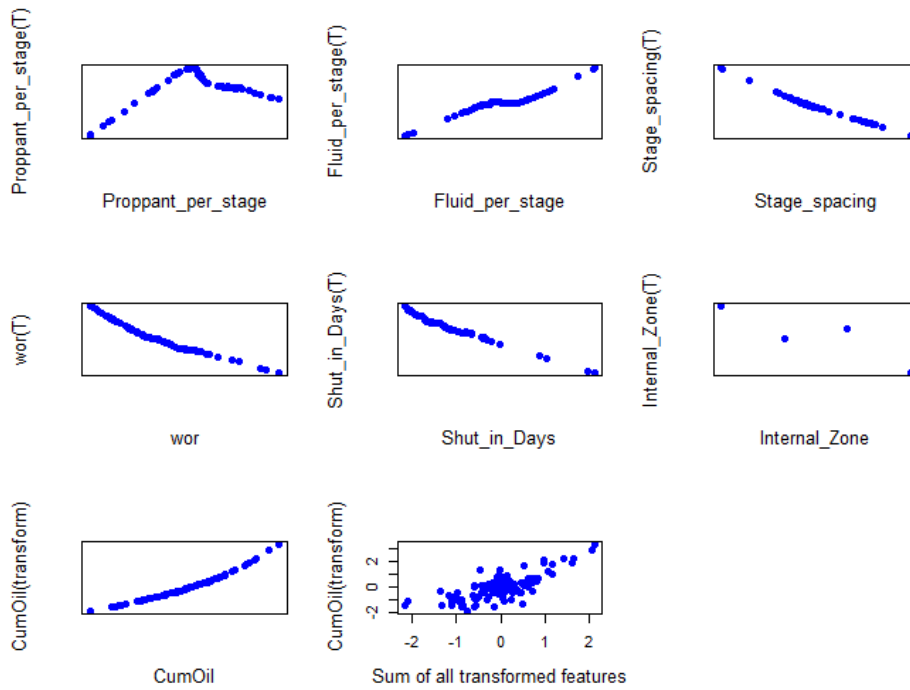 Proppant_per_stage(T)
Proppant_per_stage
Fluid_per_stage(T)
Fluid_per_stage
Stage_spacing(T)
Stage_spacing
wor(T)
wor
Shut_in_Days(T)
Shut_in_Days
Internal_Zone(T)
Internal_Zone
CumOil(transform)
CumOil
CumOil(transform)
2
0
-2
-2 -1 0 1 2
Sum of all transformed features